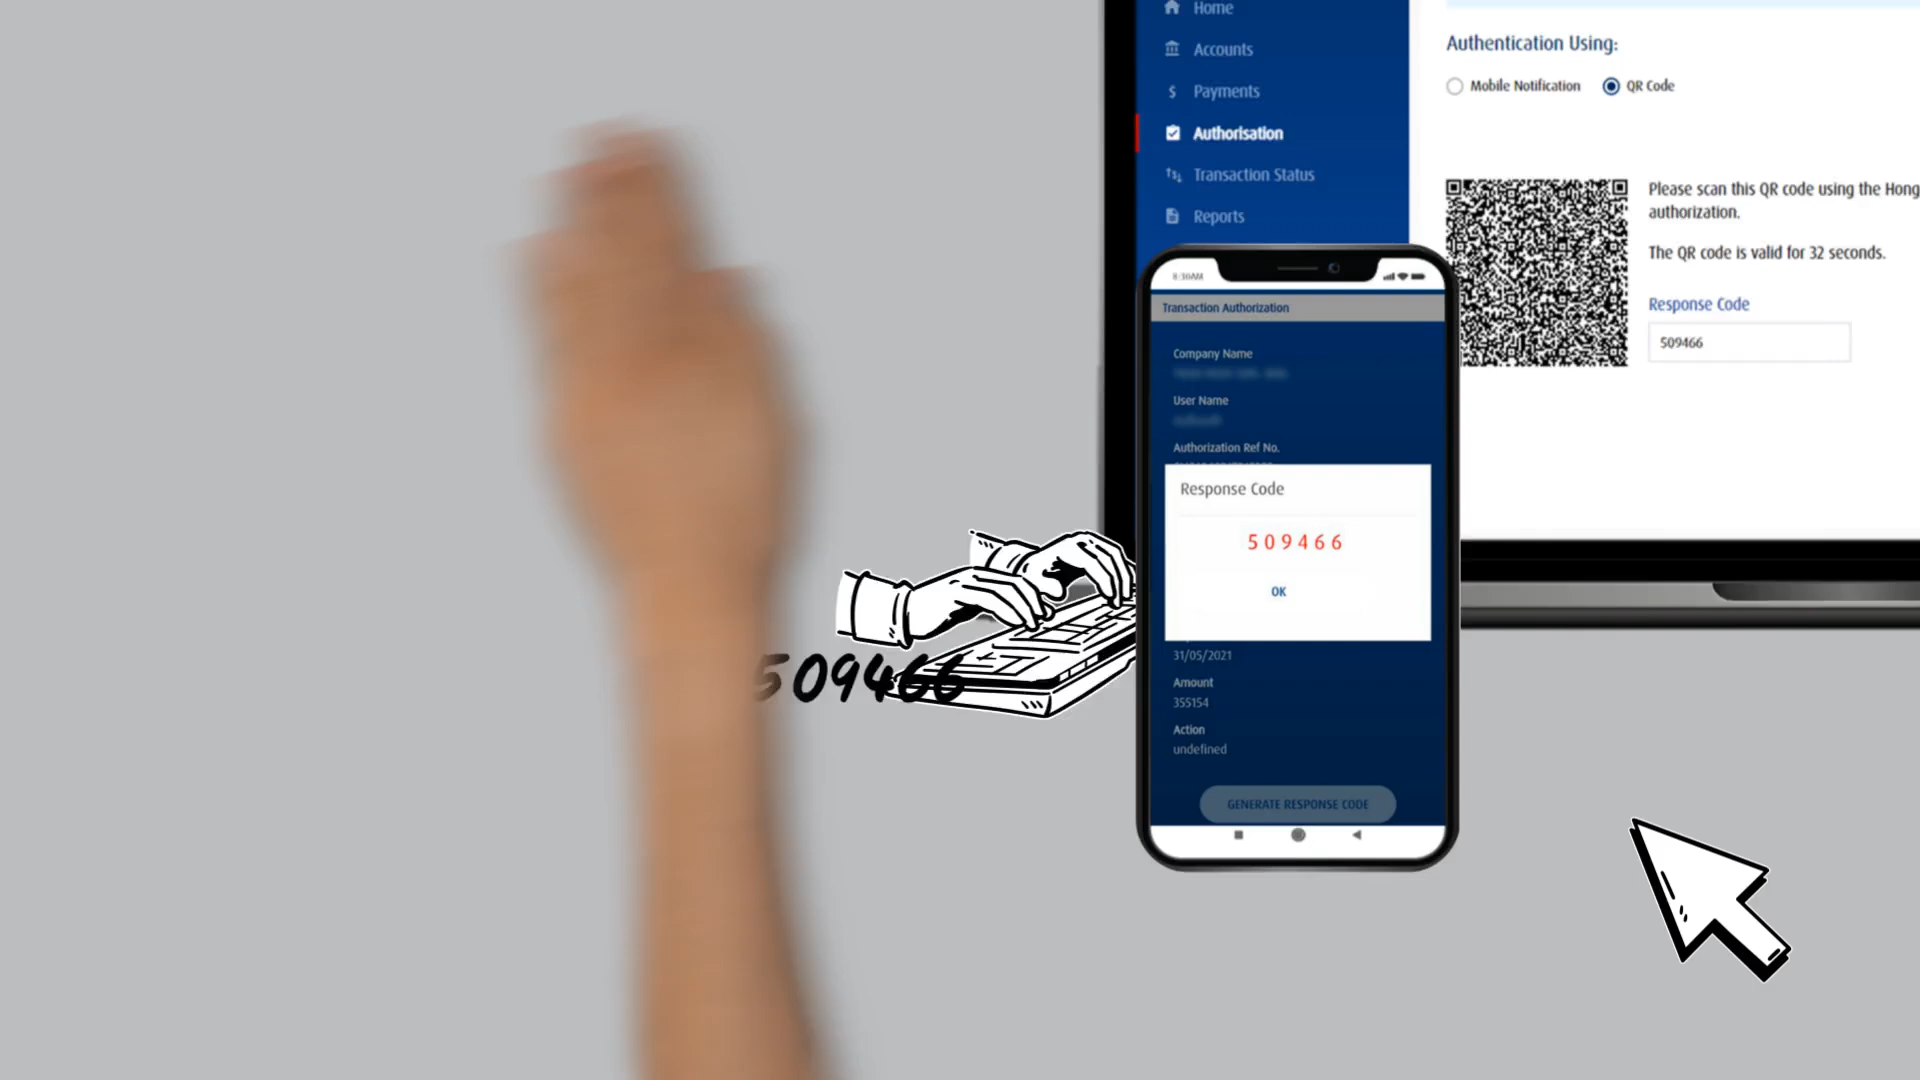 Home
Accounts
Payments
Authorisation
Transaction Status
Reports
Authentication Using:
Mobile Notification
QR Code
Please scan this QR code using the Hong
authorization.
The QR code is valid for 32 seconds.
Response Code
509466
8:30AM
Transaction Authorization
Company Name
User Name
Authorization Ref No.
Response Code
509466
OK
31/05/2021
Amount
355154
Action
undefined
GENERATE RESPONSE CODE
509466